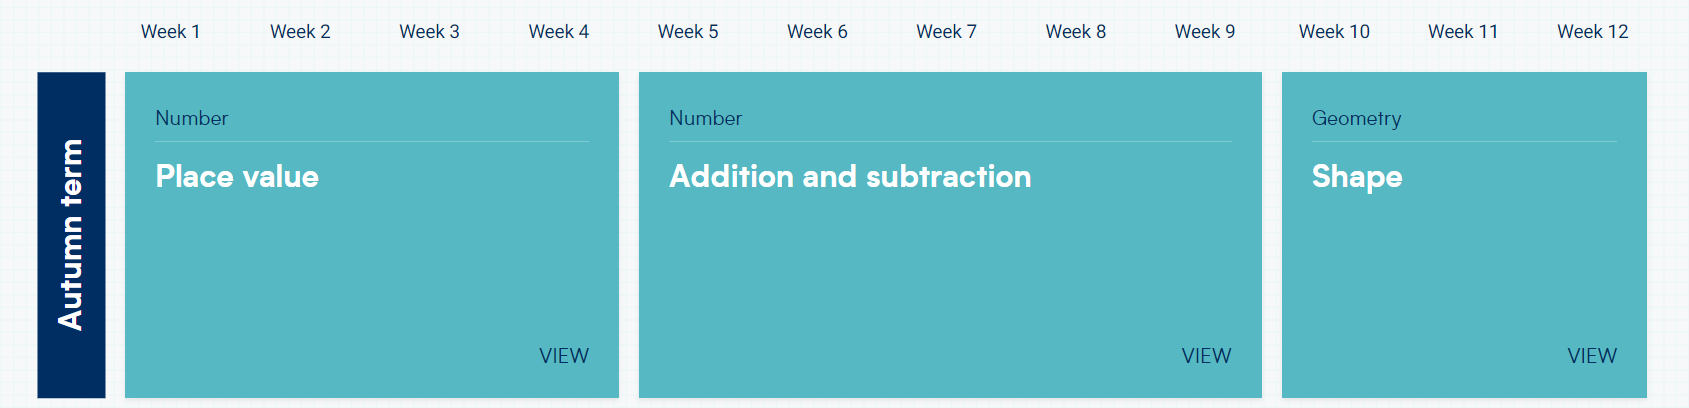 Week 1 Week 2 Week 3 Week 4 Week 5 Week 6 Week 7 Week 8 Week 9 Week 10 Week 11 Week 12
Autumn term
Number
Place value
VIEW
Number
Addition and subtraction
VIEW
Geometry
Shape
VIEW